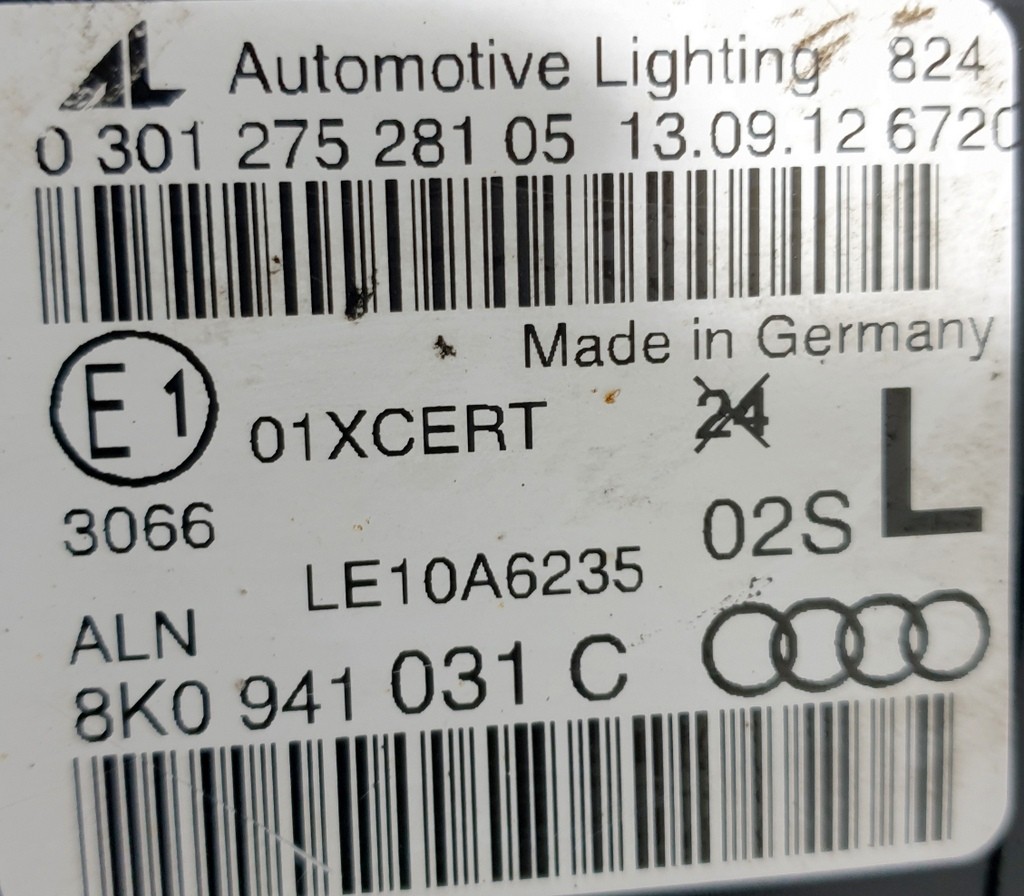 AL Automotive Lighting 824
0 301 275 281 05 13.09.12 6720
Made in Germany
E1 01XCERT 24 L
3066 02S
LE10A6235
ALN
8K0 941 031 C